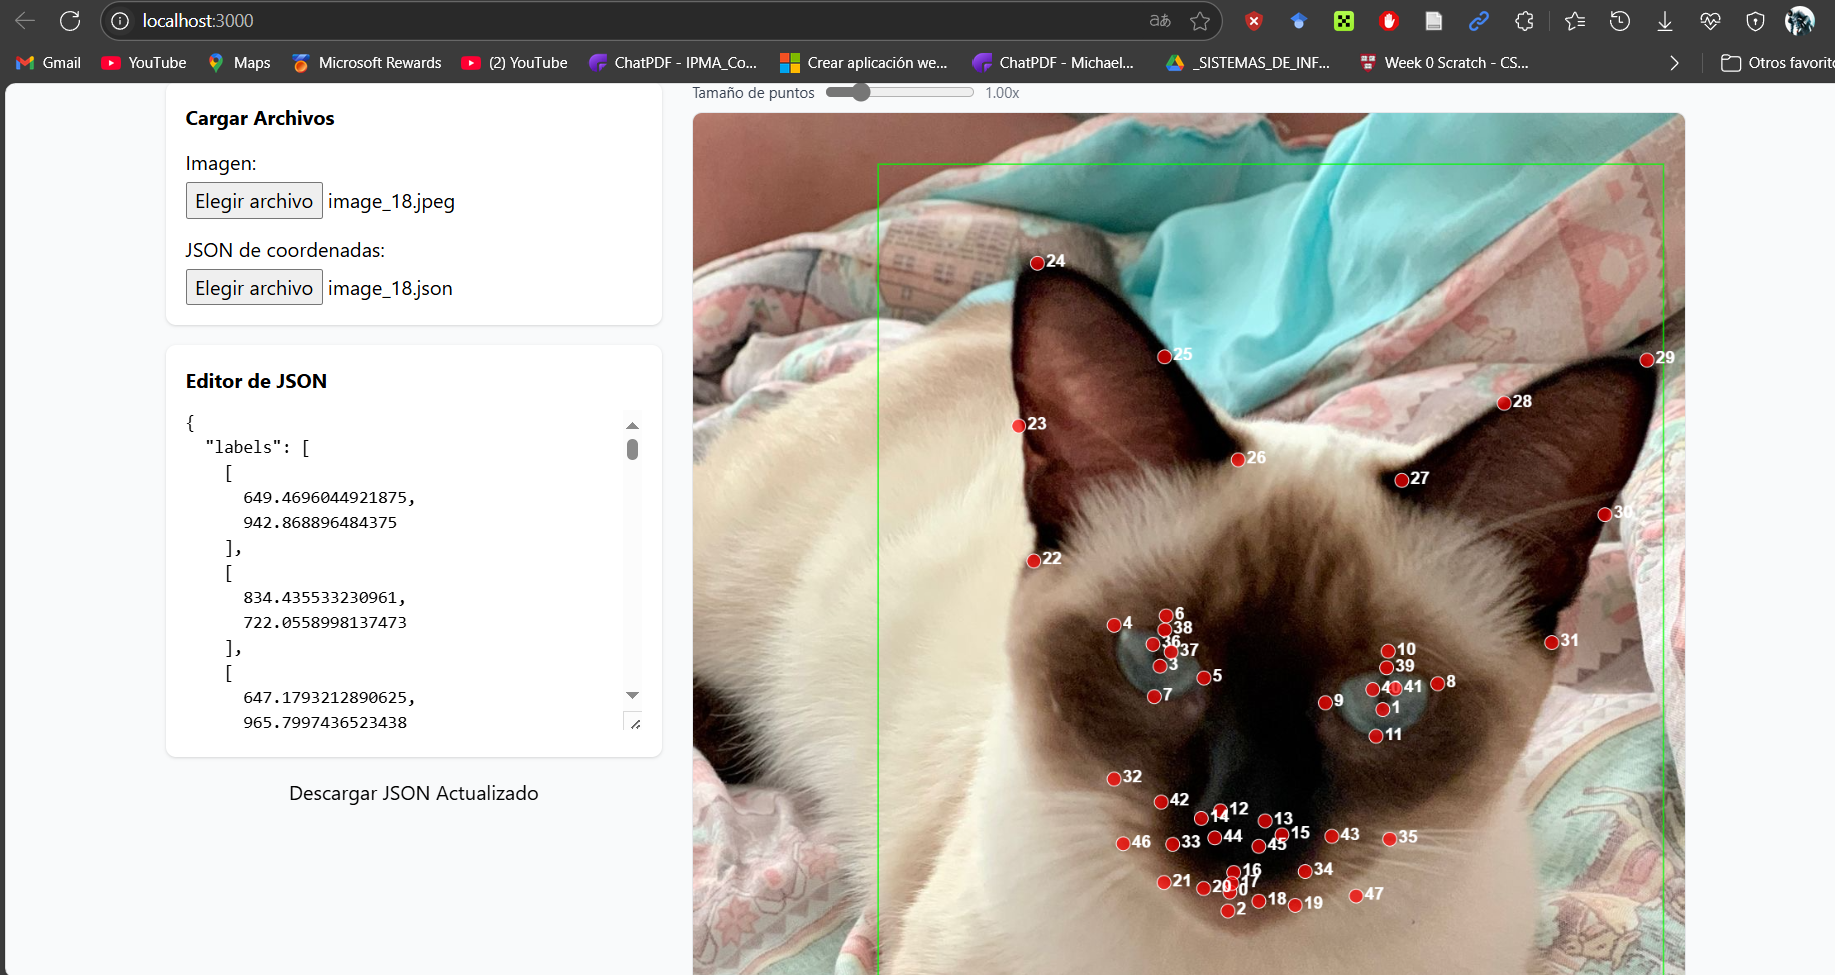 localhost:3000
aあ
Gmail
YouTube
Maps
Microsoft Rewards
(2) YouTube
ChatPDF - IPMA_Co...
Crear aplicación we...
ChatPDF - Michael...
_SISTEMAS_DE_INF...
Week 0 Scratch - CS...
Otros favorito
Cargar Archivos
Imagen:
Elegir archivo image_18.jpeg
JSON de coordenadas:
Elegir archivo image_18.json
Editor de JSON
{
"labels": [
[
649.4696044921875,
942.868896484375
],
[
834.435533230961,
722.0558998137473
],
[
647.1793212890625,
965.7997436523438
Descargar JSON Actualizado
Tamaño de puntos 1.00x
24
25
29
28
23
26
27
30
22
31
6
4
38
36
37
3
5
7
10
39
8
40
41
9
1
11
32
42
12
14
13
15
43
35
46
33
44
45
16
34
21
20
17
0
18
19
47
2